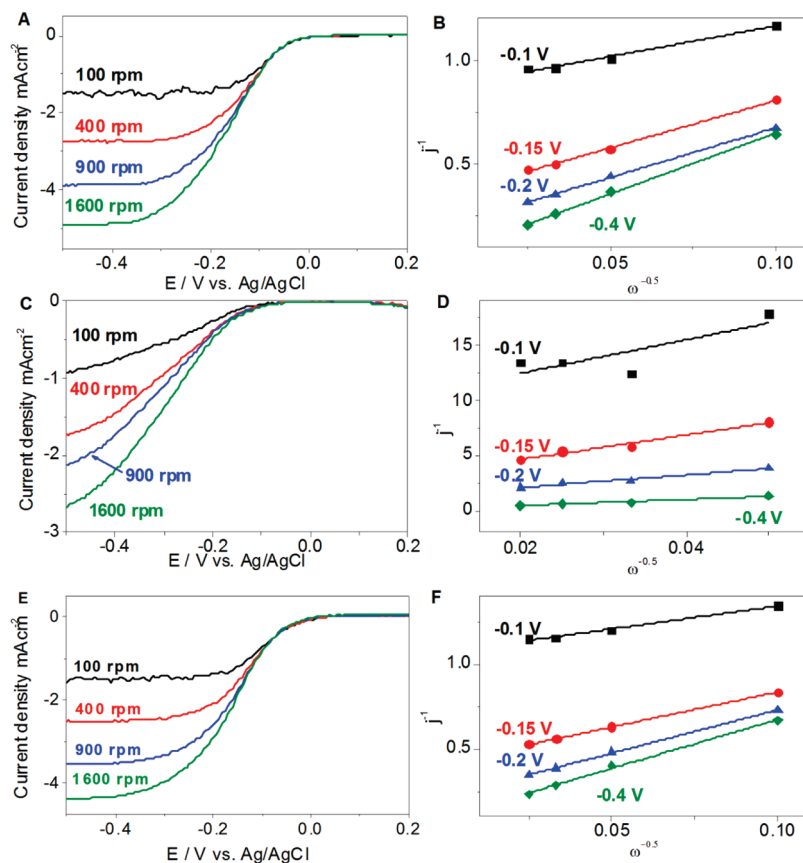 A
0
-2
-4
Current density mAcm-2
100 rpm
400 rpm
900 rpm
1600 rpm
-0.4
-0.2
0.0
0.2
E / V vs. Ag/AgCl
B
1.0
0.5
j-1
-0.1 V
-0.15 V
-0.2 V
-0.4 V
0.05
0.10
ω-0.5
C
0
-1
-2
-3
Current density mAcm-2
100 rpm
400 rpm
900 rpm
1600 rpm
-0.4
-0.2
0.0
0.2
E / V vs. Ag/AgCl
D
15
10
5
0
j-1
-0.1 V
-0.15 V
-0.2 V
-0.4 V
0.02
0.04
ω-0.5
E
0
-2
-4
Current density mAcm-2
100 rpm
400 rpm
900 rpm
1600 rpm
-0.4
-0.2
0.0
0.2
E / V vs. Ag/AgCl
F
1.0
0.5
j-1
-0.1 V
-0.15 V
-0.2 V
-0.4 V
0.05
0.10
ω-0.5